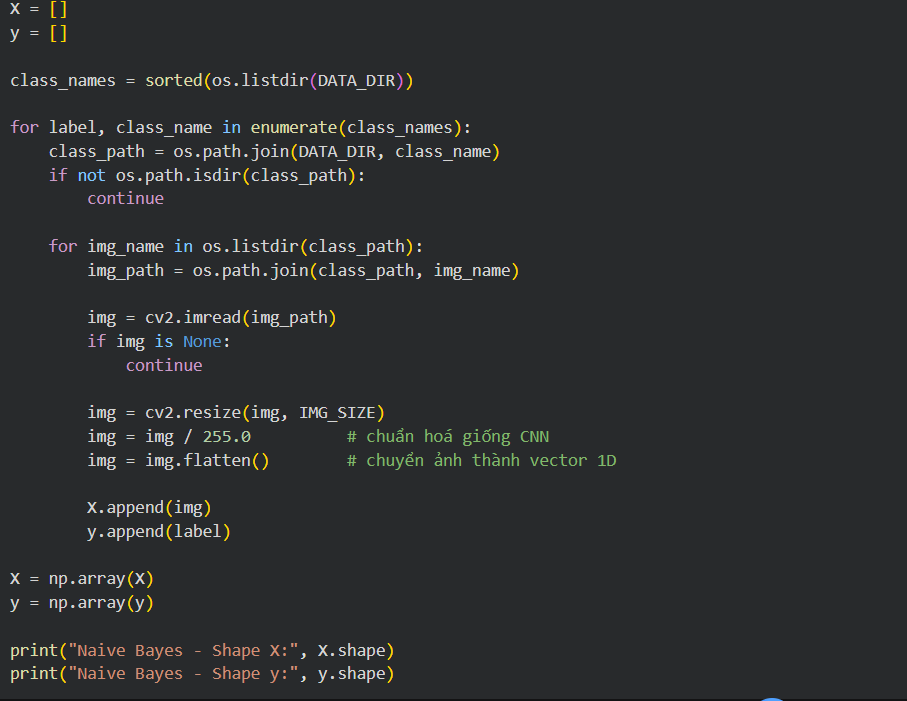 X = []
y = []
class_names = sorted(os.listdir(DATA_DIR))
for label, class_name in enumerate(class_names):
    class_path = os.path.join(DATA_DIR, class_name)
    if not os.path.isdir(class_path):
        continue
    for img_name in os.listdir(class_path):
        img_path = os.path.join(class_path, img_name)
        img = cv2.imread(img_path)
        if img is None:
            continue
        img = cv2.resize(img, IMG_SIZE)
        img = img / 255.0          # chuẩn hoá giống CNN
        img = img.flatten()        # chuyển ảnh thành vector 1D
        X.append(img)
        y.append(label)
X = np.array(X)
y = np.array(y)
print("Naive Bayes - Shape X:", X.shape)
print("Naive Bayes - Shape y:", y.shape)